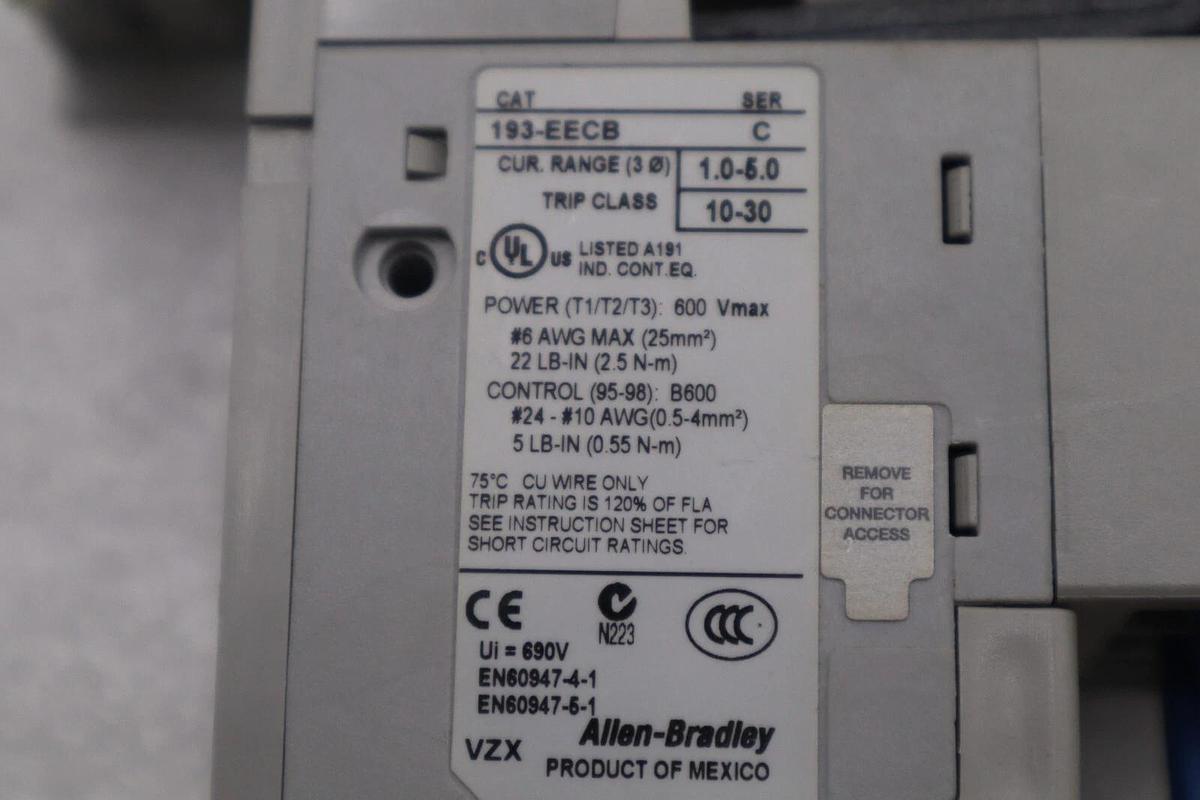 CAT SER
193-EECB C
CUR. RANGE (3 Ø) 1.0-5.0
TRIP CLASS 10-30
C UL US LISTED A191
IND. CONT.EQ.
POWER (T1/T2/T3): 600 Vmax
#6 AWG MAX (25mm²)
22 LB-IN (2.5 N-m)
CONTROL (95-98): B600
#24 - #10 AWG(0.5-4mm²)
5 LB-IN (0.55 N-m)
75°C CU WIRE ONLY
TRIP RATING IS 120% OF FLA
SEE INSTRUCTION SHEET FOR
SHORT CIRCUIT RATINGS.
REMOVE
FOR
CONNECTOR
ACCESS
CE
N223
CCC
Ui = 690V
EN60947-4-1
EN60947-5-1
Allen-Bradley
VZX
PRODUCT OF MEXICO